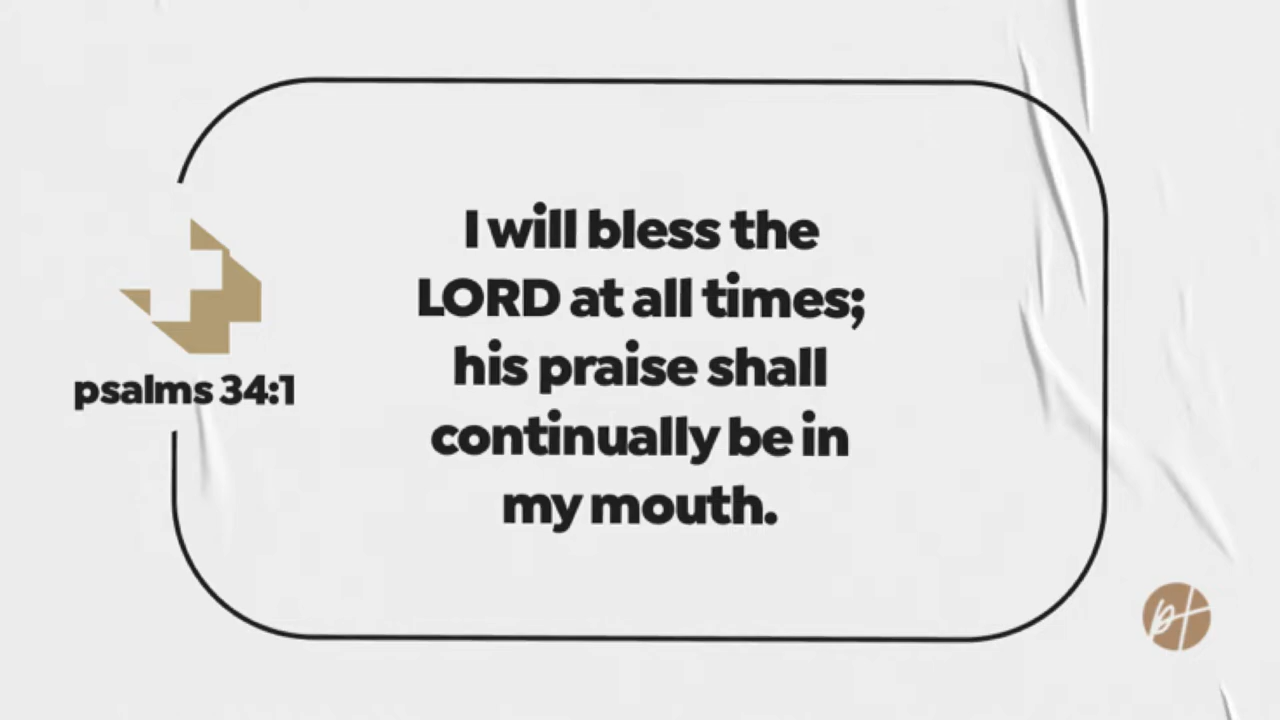 I will bless the
LORD at all times;
his praise shall
continually be in
my mouth.
psalms 34:1